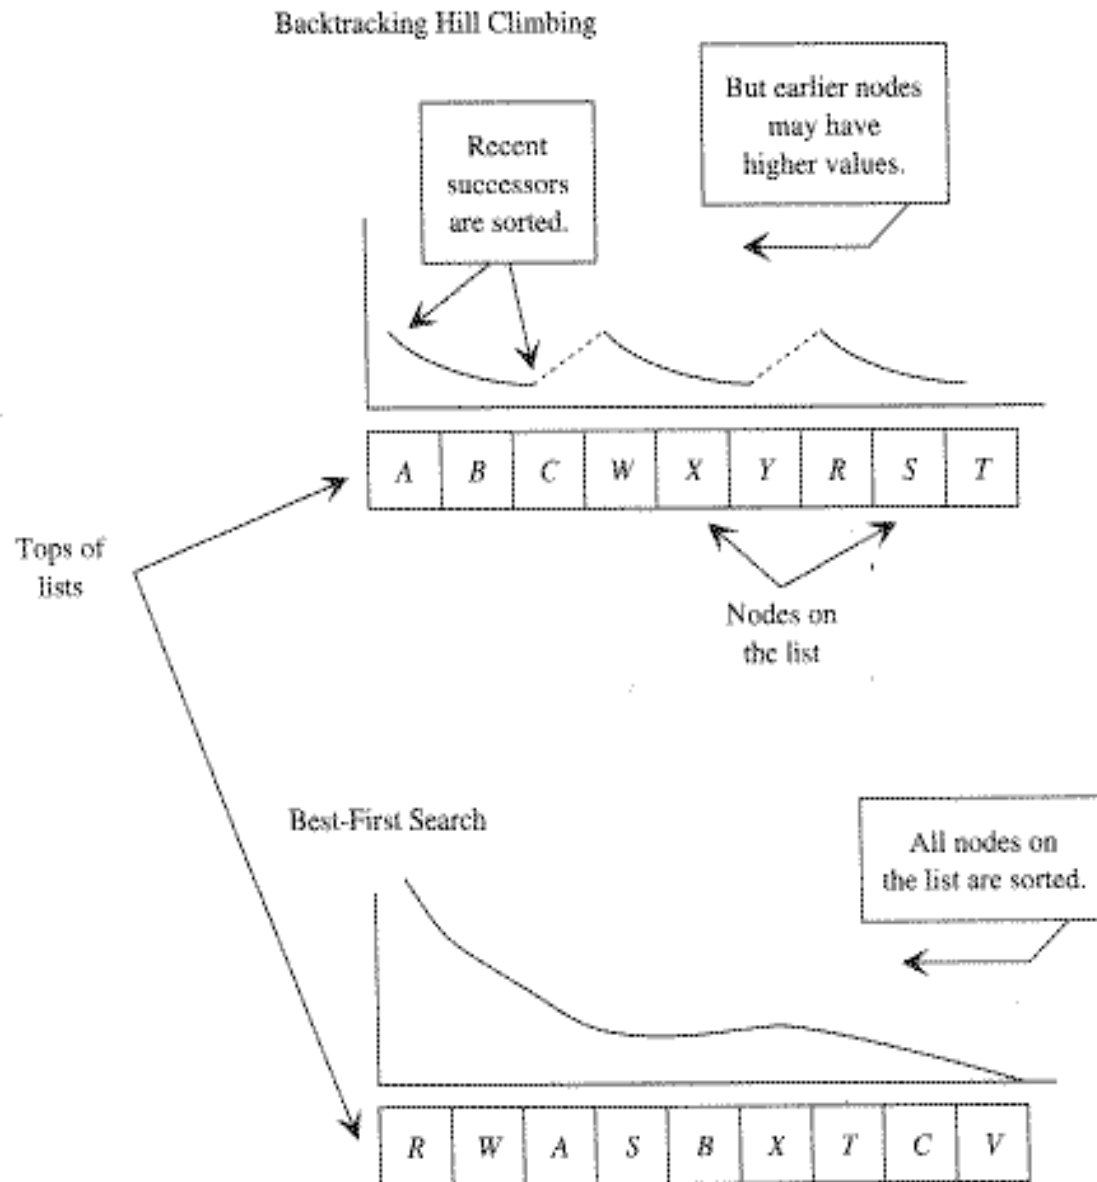 Backtracking Hill Climbing
But earlier nodes
may have
higher values.
Recent
successors
are sorted.
A B C W X Y R S T
Tops of
lists
Nodes on
the list
Best-First Search
All nodes on
the list are sorted.
R W A S B X T C V